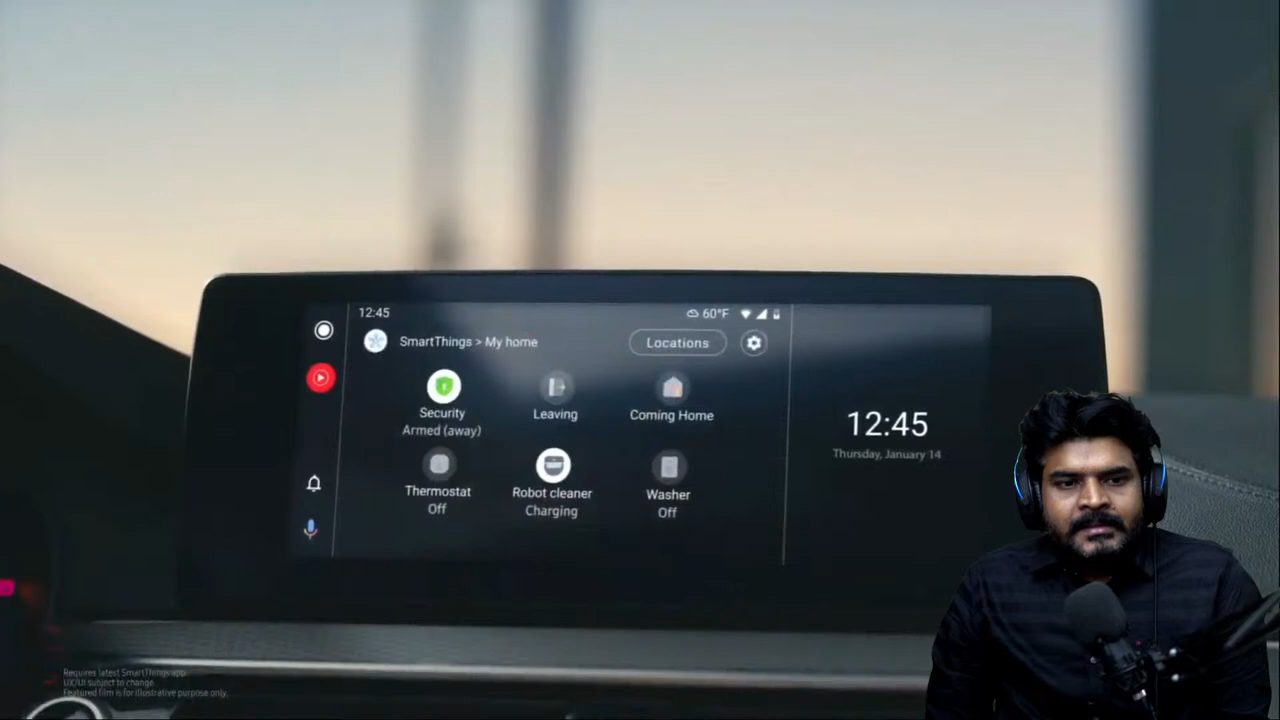 12:45
60°F
SmartThings > My home
Locations
Security
Armed (away)
Leaving
Coming Home
Thermostat
Off
Robot cleaner
Charging
Washer
Off
12:45
Thursday, January 14
Requires latest SmartThings app.
UX/UI subject to change.
Featured film is for illustrative purpose only.